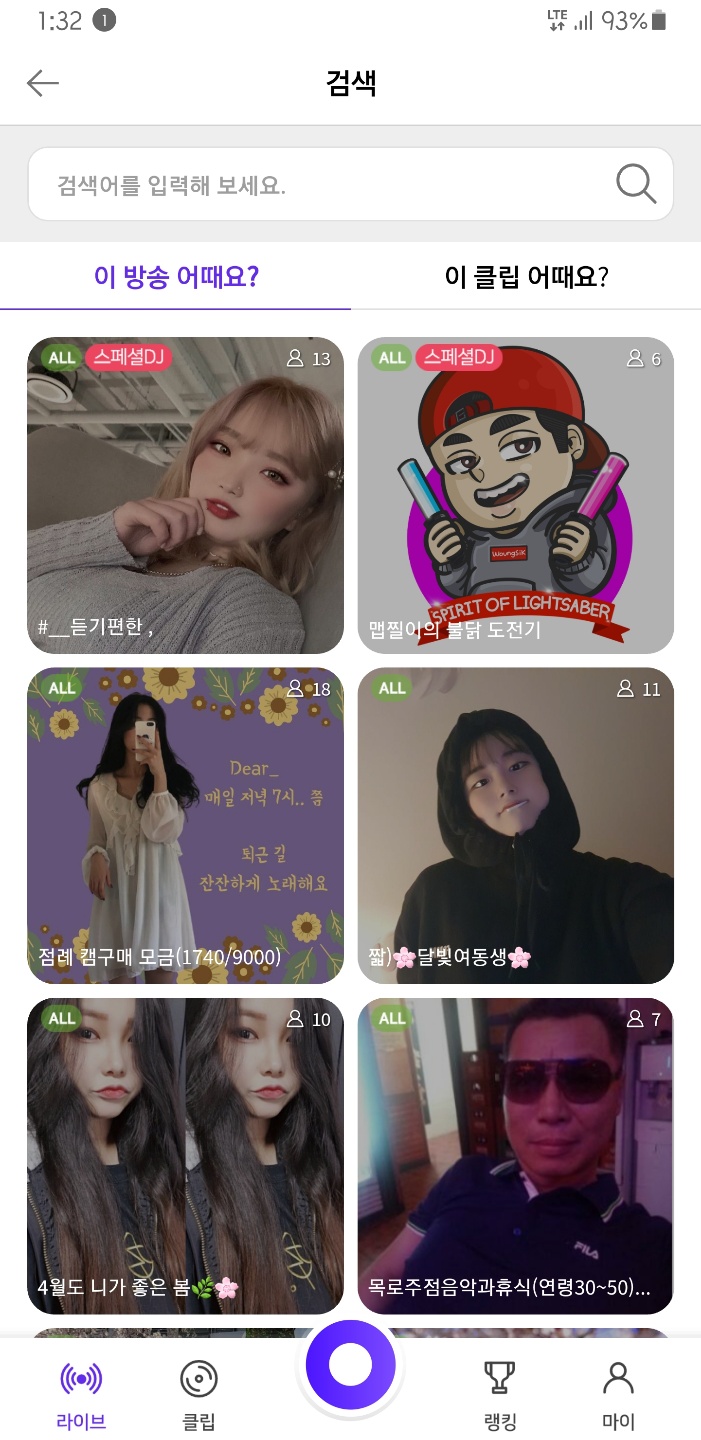 1:32 1 LTE 93%
검색
검색어를 입력해 보세요.
이 방송 어때요? 이 클립 어때요?
ALL 스페셜DJ 13
#__듣기편한 ,
ALL 스페셜DJ 6
WoungSik
SPIRIT OF LIGHTSABER
맵찔이의 불닭 도전기
ALL 18
Dear_
매일 저녁 7시.. 쯤
퇴근 길
잔잔하게 노래해요
점례 캠구매 모금(1740/9000)
ALL 11
짧)🌸달빛여동생🌸
ALL 10
4월도 니가 좋은 봄🌿🌸
ALL 7
FILA
목로주점음악과휴식(연령30~50)...
라이브 클립 랭킹 마이